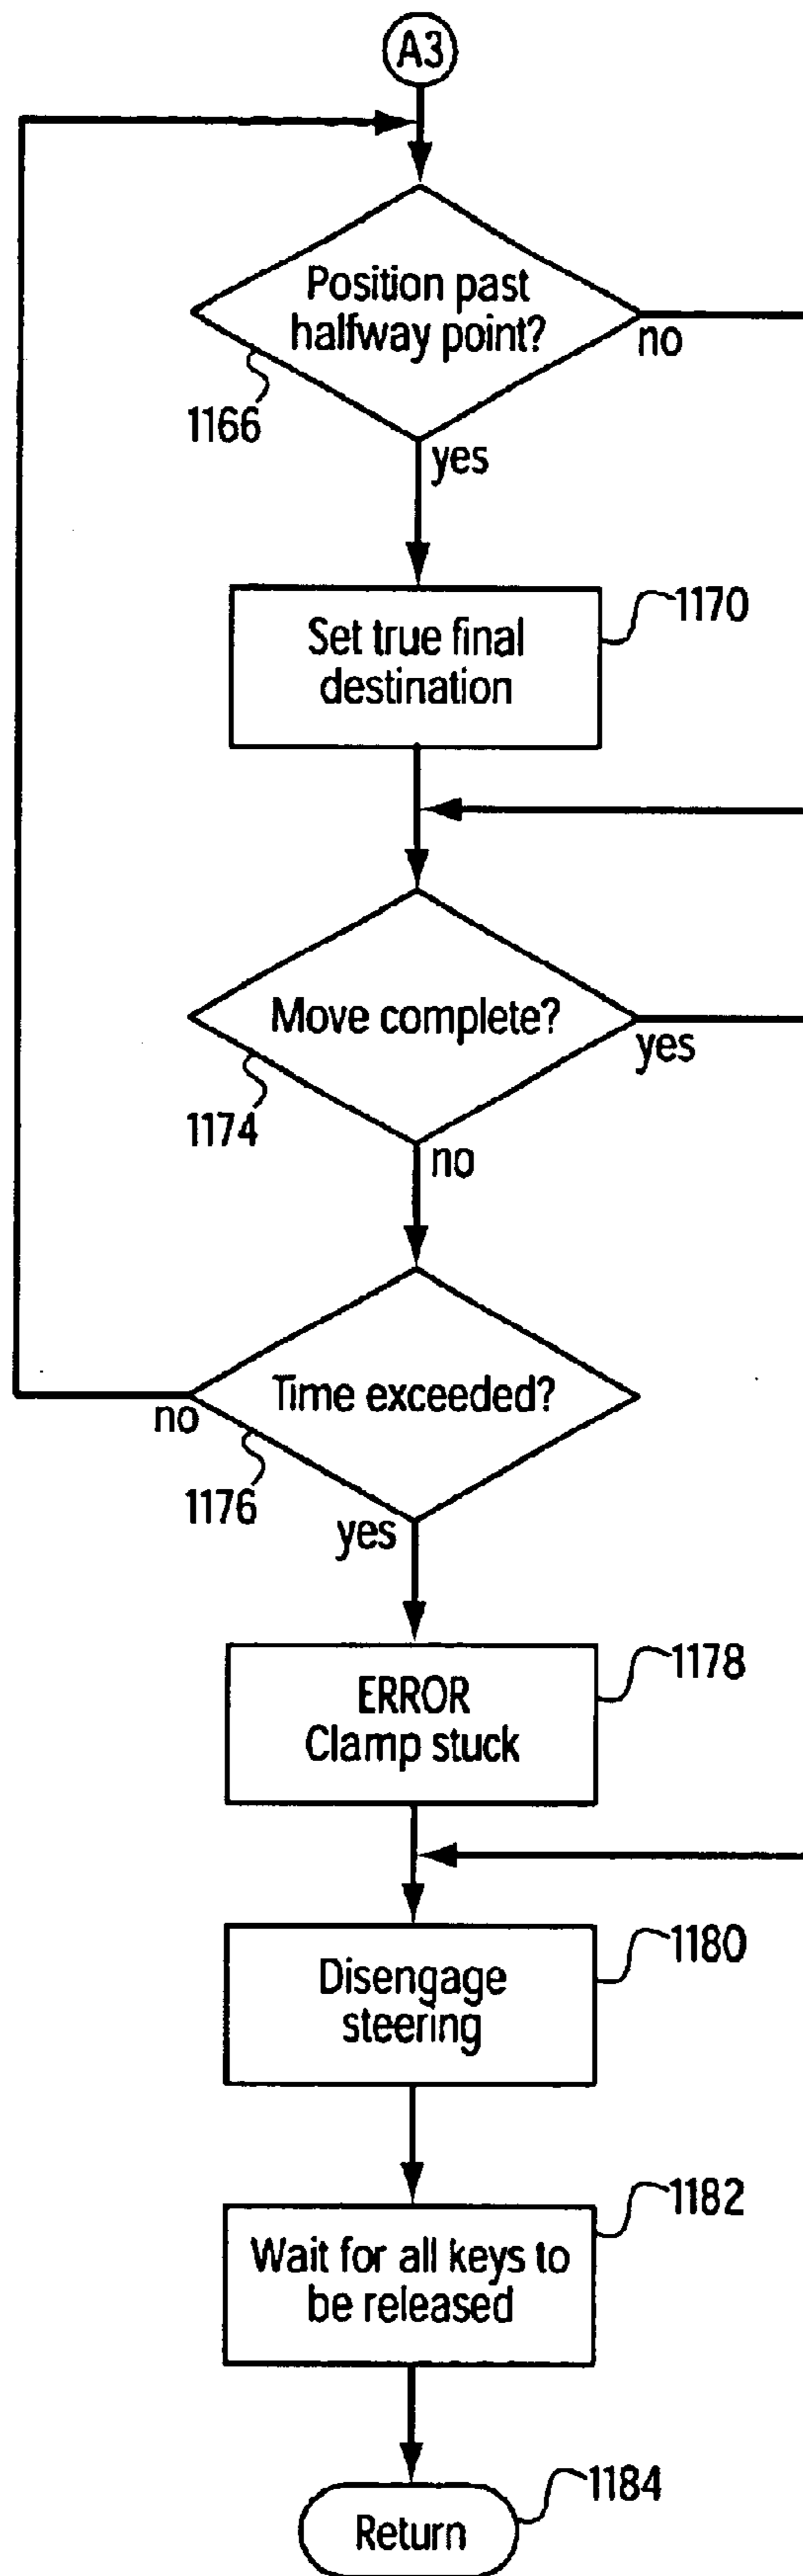 A3
Position past
halfway point?
no
1166
yes
1170
Set true final
destination
Move complete?
yes
1174
no
Time exceeded?
no
1176
yes
1178
ERROR
Clamp stuck
1180
Disengage
steering
1182
Wait for all keys to
be released
1184
Return